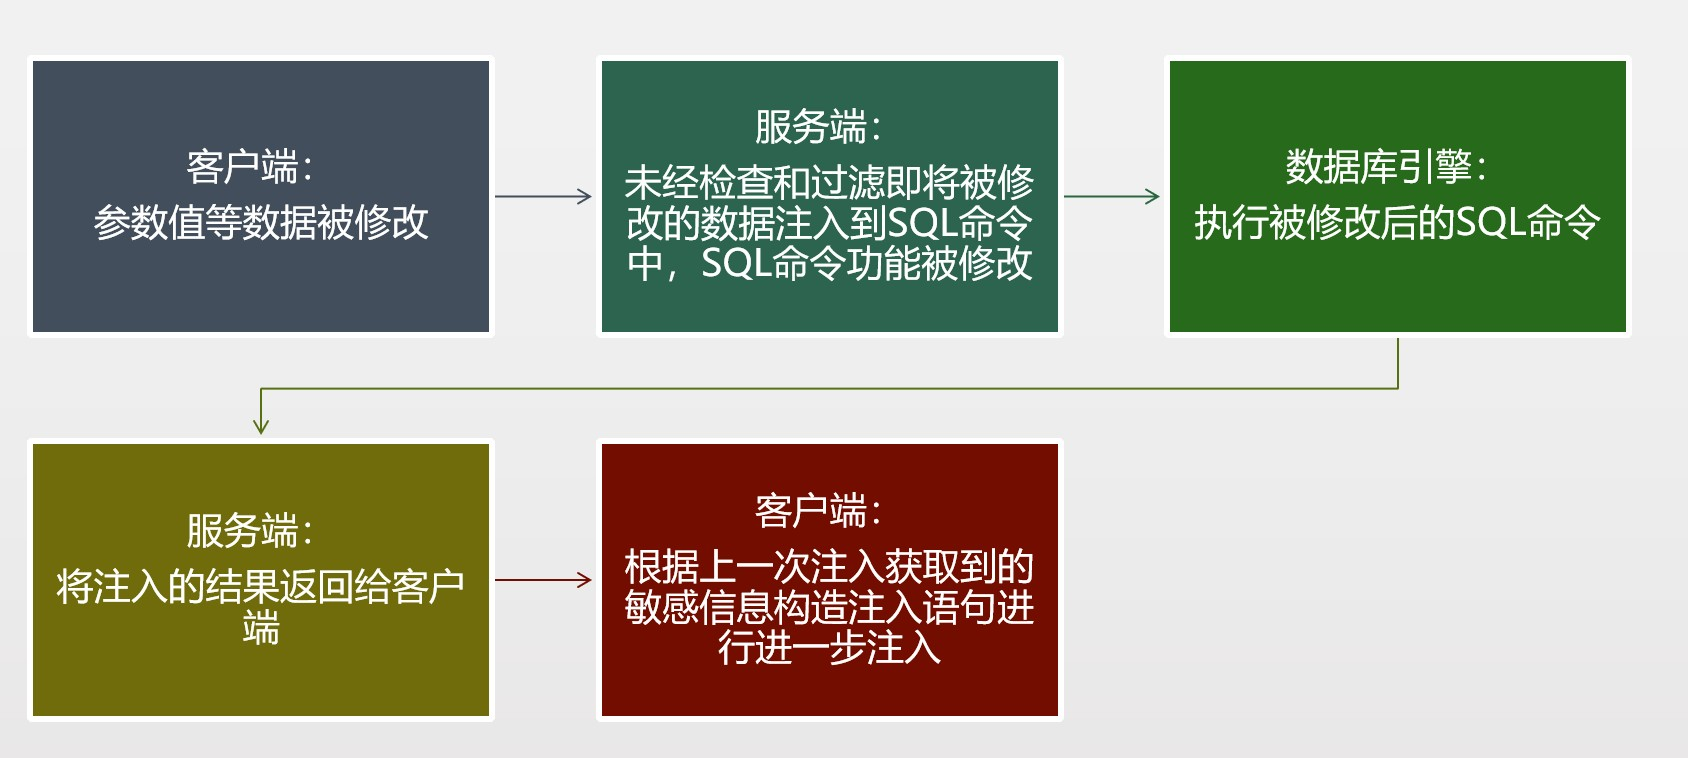 客户端：
参数值等数据被修改
服务端：
未经检查和过滤即将被修
改的数据注入到SQL命令
中，SQL命令功能被修改
数据库引擎：
执行被修改后的SQL命令
服务端：
将注入的结果返回给客户
端
客户端：
根据上一次注入获取到的
敏感信息构造注入语句进
行进一步注入